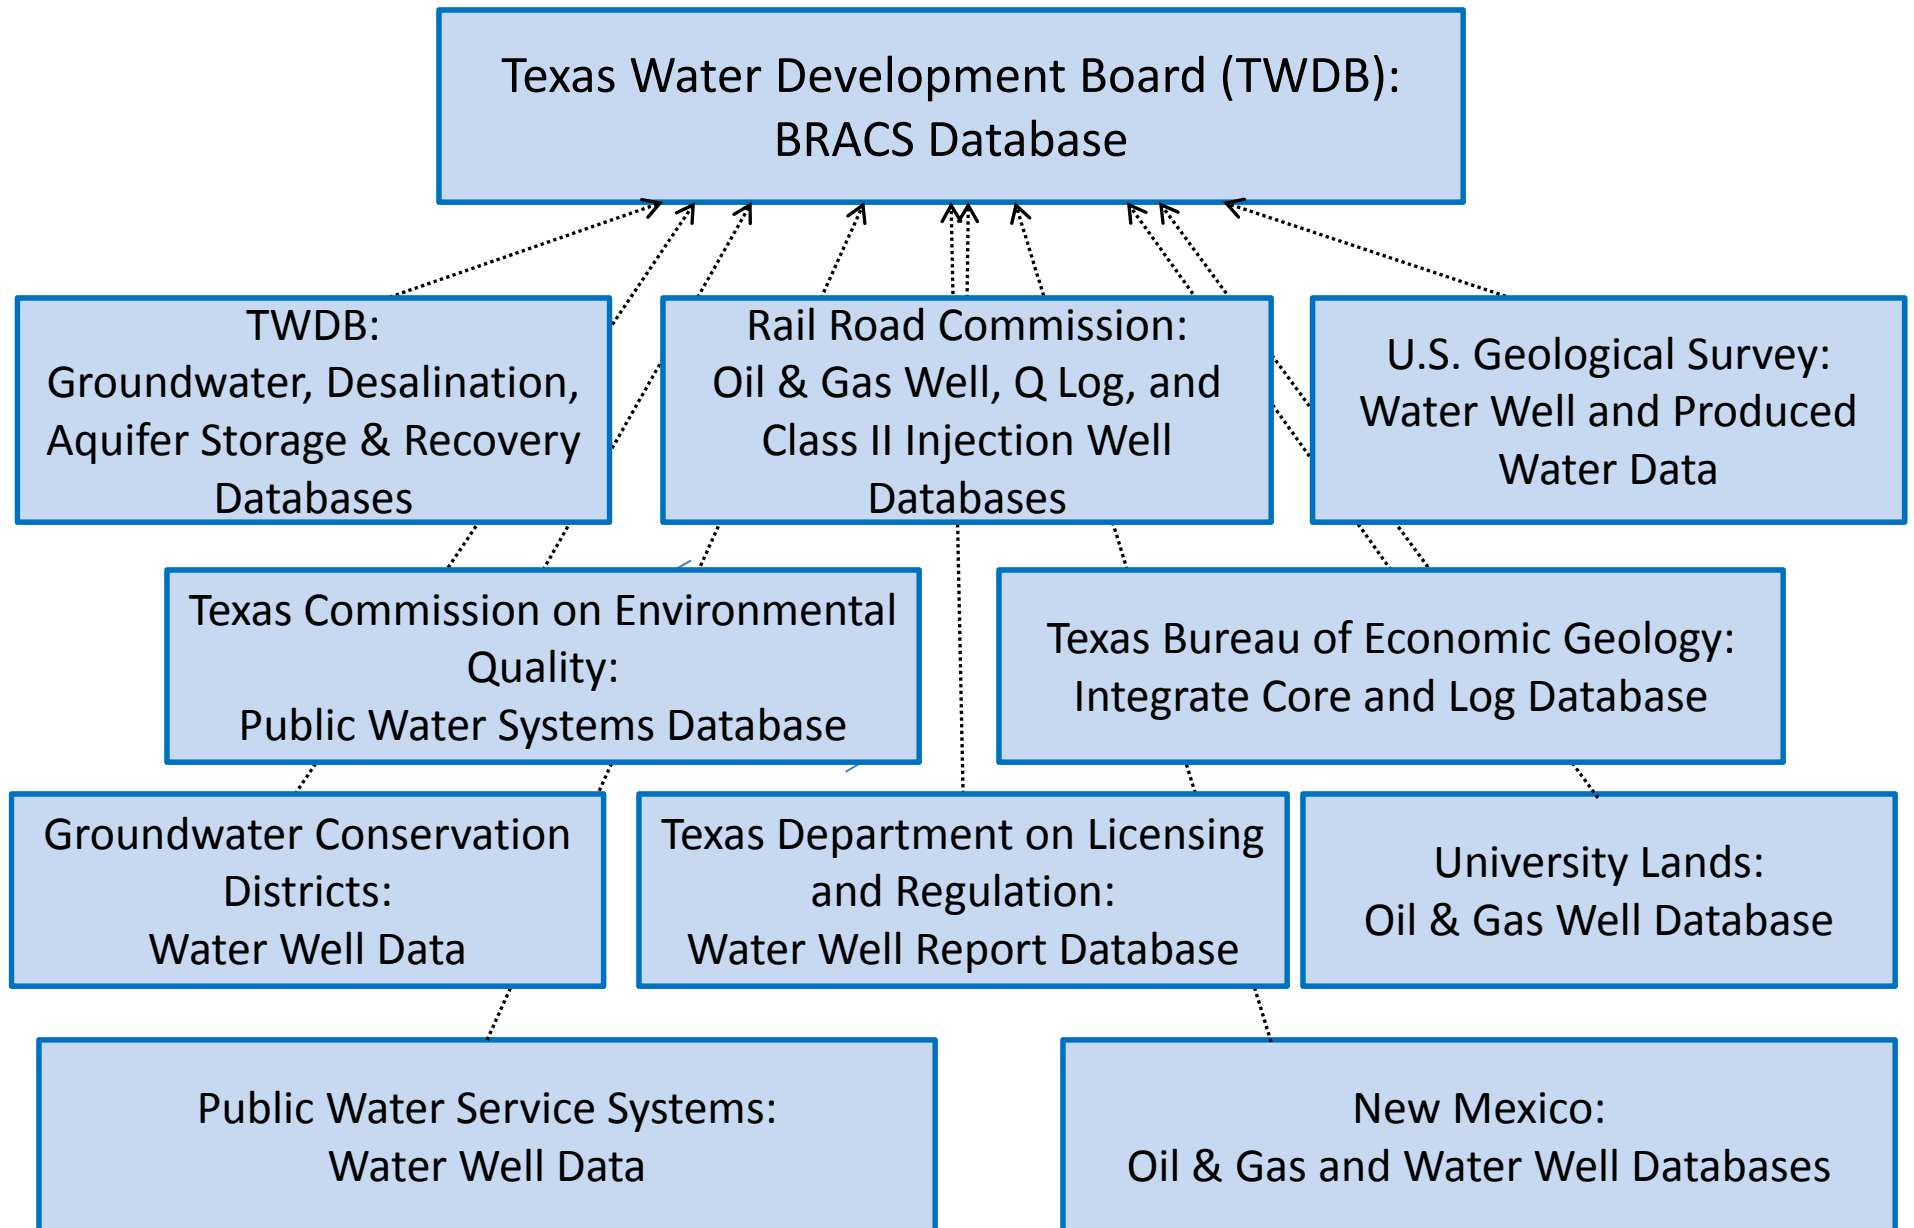 Texas Water Development Board (TWDB):
BRACS Database
TWDB:
Groundwater, Desalination,
Aquifer Storage & Recovery
Databases
Rail Road Commission:
Oil & Gas Well, Q Log, and
Class II Injection Well
Databases
U.S. Geological Survey:
Water Well and Produced
Water Data
Texas Commission on Environmental
Quality:
Public Water Systems Database
Texas Bureau of Economic Geology:
Integrate Core and Log Database
Groundwater Conservation
Districts:
Water Well Data
Texas Department on Licensing
and Regulation:
Water Well Report Database
University Lands:
Oil & Gas Well Database
Public Water Service Systems:
Water Well Data
New Mexico:
Oil & Gas and Water Well Databases